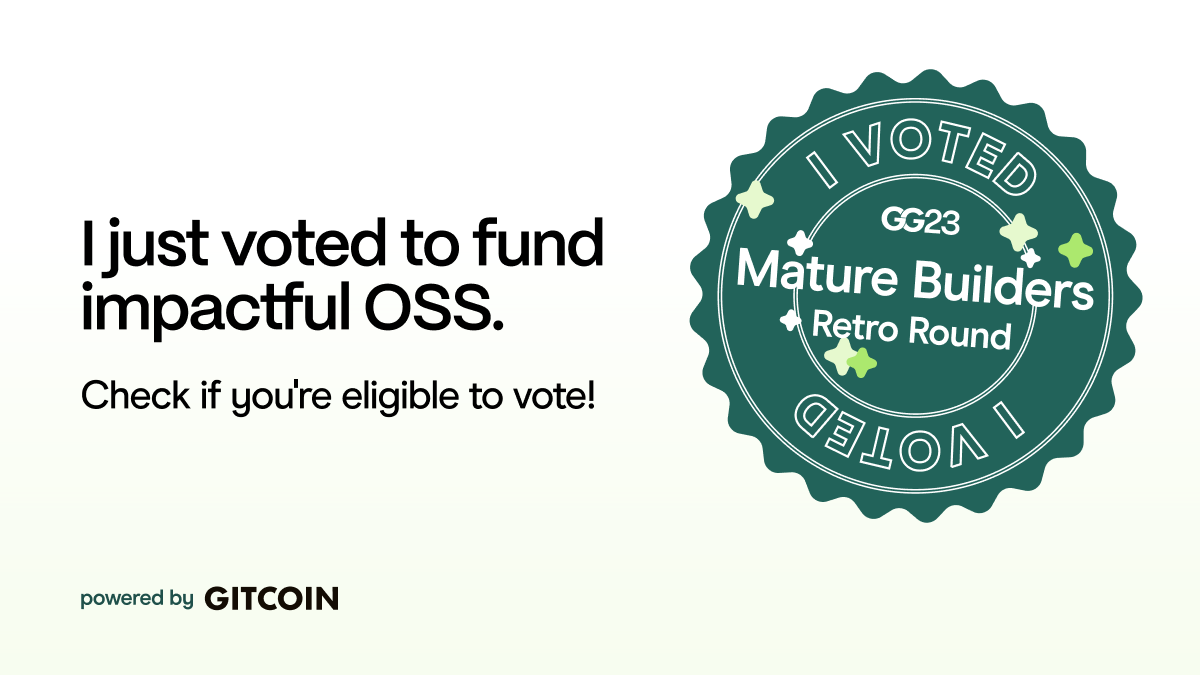 I just voted to fund
impactful OSS.
Check if you're eligible to vote!
powered by GITCOIN
I VOTED
GG23
Mature Builders
Retro Round
I VOTED